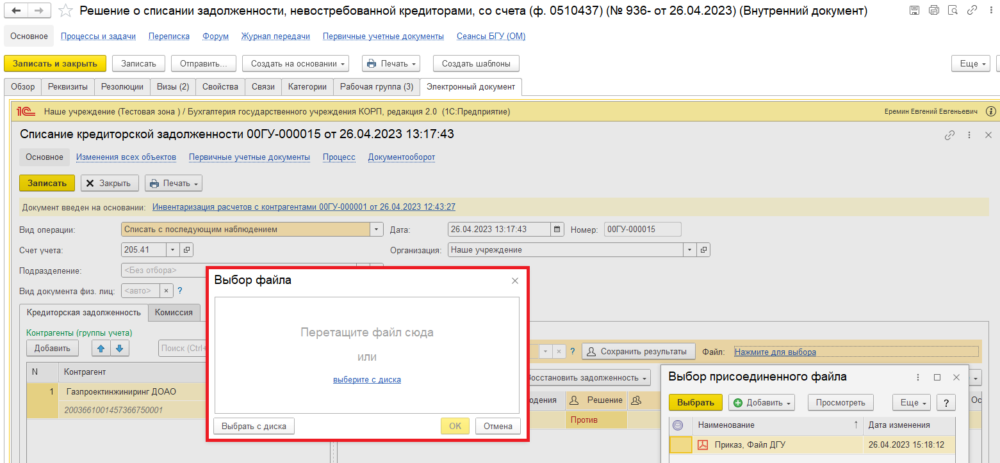 Решение о списании задолженности, невостребованной кредиторами, со счета (ф. 0510437) (№ 936- от 26.04.2023) (Внутренний документ)
Основное Процессы и задачи Переписка Форум Журнал передачи Первичные учетные документы Сеансы БГУ (ОМ)
Записать и закрыть Записать Отправить... Создать на основании Печать Создать шаблоны Еще
Обзор Реквизиты Резолюции Визы (2) Свойства Связи Категории Рабочая группа (3) Электронный документ
1С Наше учреждение (Тестовая зона ) / Бухгалтерия государственного учреждения КОРП, редакция 2.0 (1С:Предприятие) Еремин Евгений Евгеньевич
Списание кредиторской задолженности 00ГУ-000015 от 26.04.2023 13:17:43
Основное Изменения всех объектов Первичные учетные документы Процесс Документооборот
Записать Закрыть Печать
Документ введен на основании: Инвентаризация расчетов с контрагентами 00ГУ-000001 от 26.04.2023 12:43:27
Вид операции: Списать с последующим наблюдением Дата: 26.04.2023 13:17:43 Номер: 00ГУ-000015
Счет учета: 205.41 Организация: Наше учреждение
Подразделение: <Без отбора>
Вид документа физ. лиц: <авто> × ?
Выбор файла
Перетащите файл сюда
или
выберите с диска
Выбрать с диска ОК Отмена
Кредиторская задолженность Комиссия
Контрагенты (группы учета)
Добавить Поиск (Ctrl+
N Контрагент
1 Газпроектинжиниринг ДОАО
2003661001457366750001
× ? Сохранить результаты Файл: Нажмите для выбора
осстановить задолженность
дения Решение Ос
Против
Выбор присоединенного файла
Выбрать Добавить Просмотреть Еще ?
Наименование ↑ Дата изменения
Приказ, Файл ДГУ 26.04.2023 15:18:12